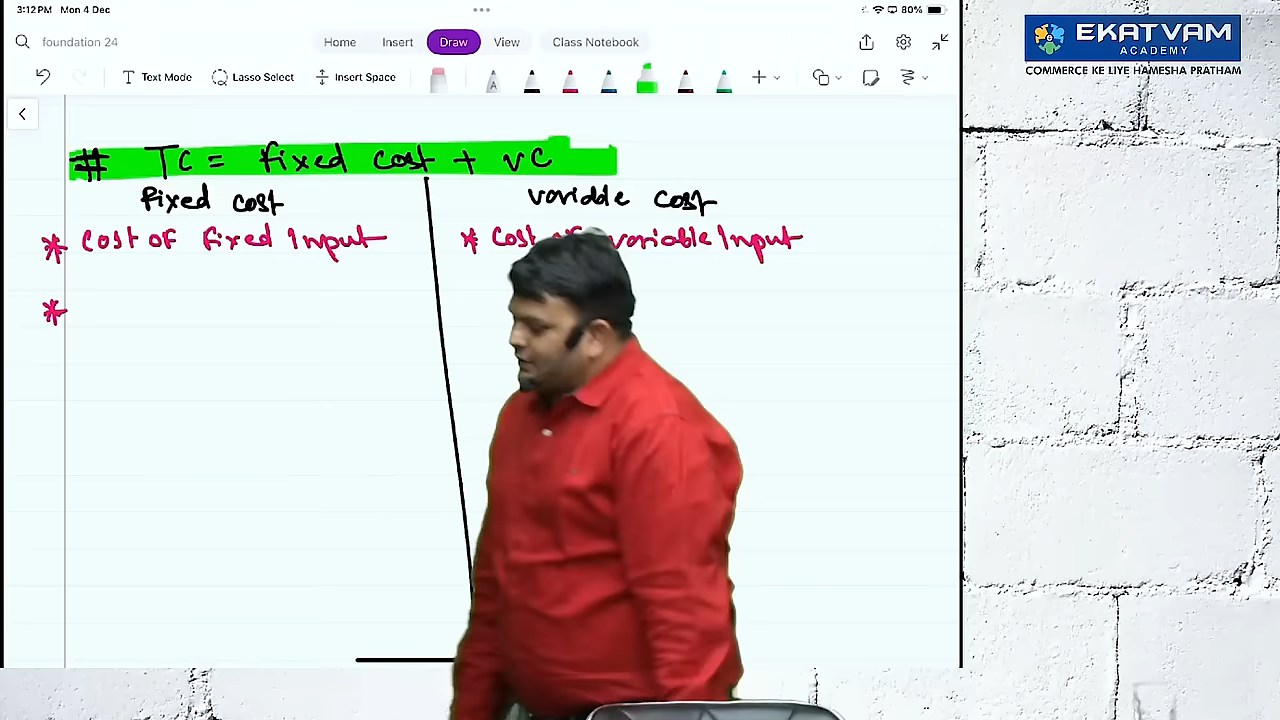 3:12 PM Mon 4 Dec
80%
foundation 24
Home Insert Draw View Class Notebook
Text Mode Lasso Select Insert Space
EKATVAM
ACADEMY
COMMERCE KE LIYE HAMESHA PRATHAM
# TC = fixed cost + VC
fixed cost
variable cost
* cost of fixed Input
* cost of variable Input
*